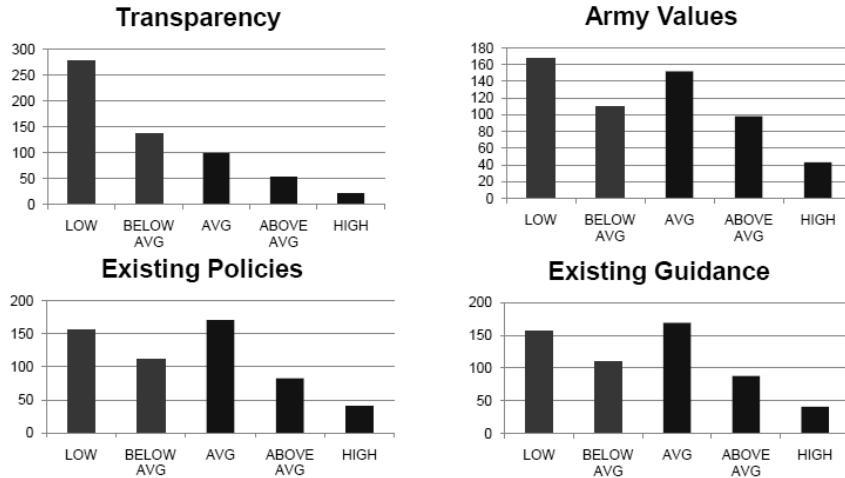 Transparency
300
250
200
150
100
50
0
LOW BELOW AVG ABOVE HIGH
AVG AVG
Army Values
180
160
140
120
100
80
60
40
20
0
LOW BELOW AVG ABOVE HIGH
AVG AVG
Existing Policies
200
150
100
50
0
LOW BELOW AVG ABOVE HIGH
AVG AVG
Existing Guidance
200
150
100
50
0
LOW BELOW AVG ABOVE HIGH
AVG AVG